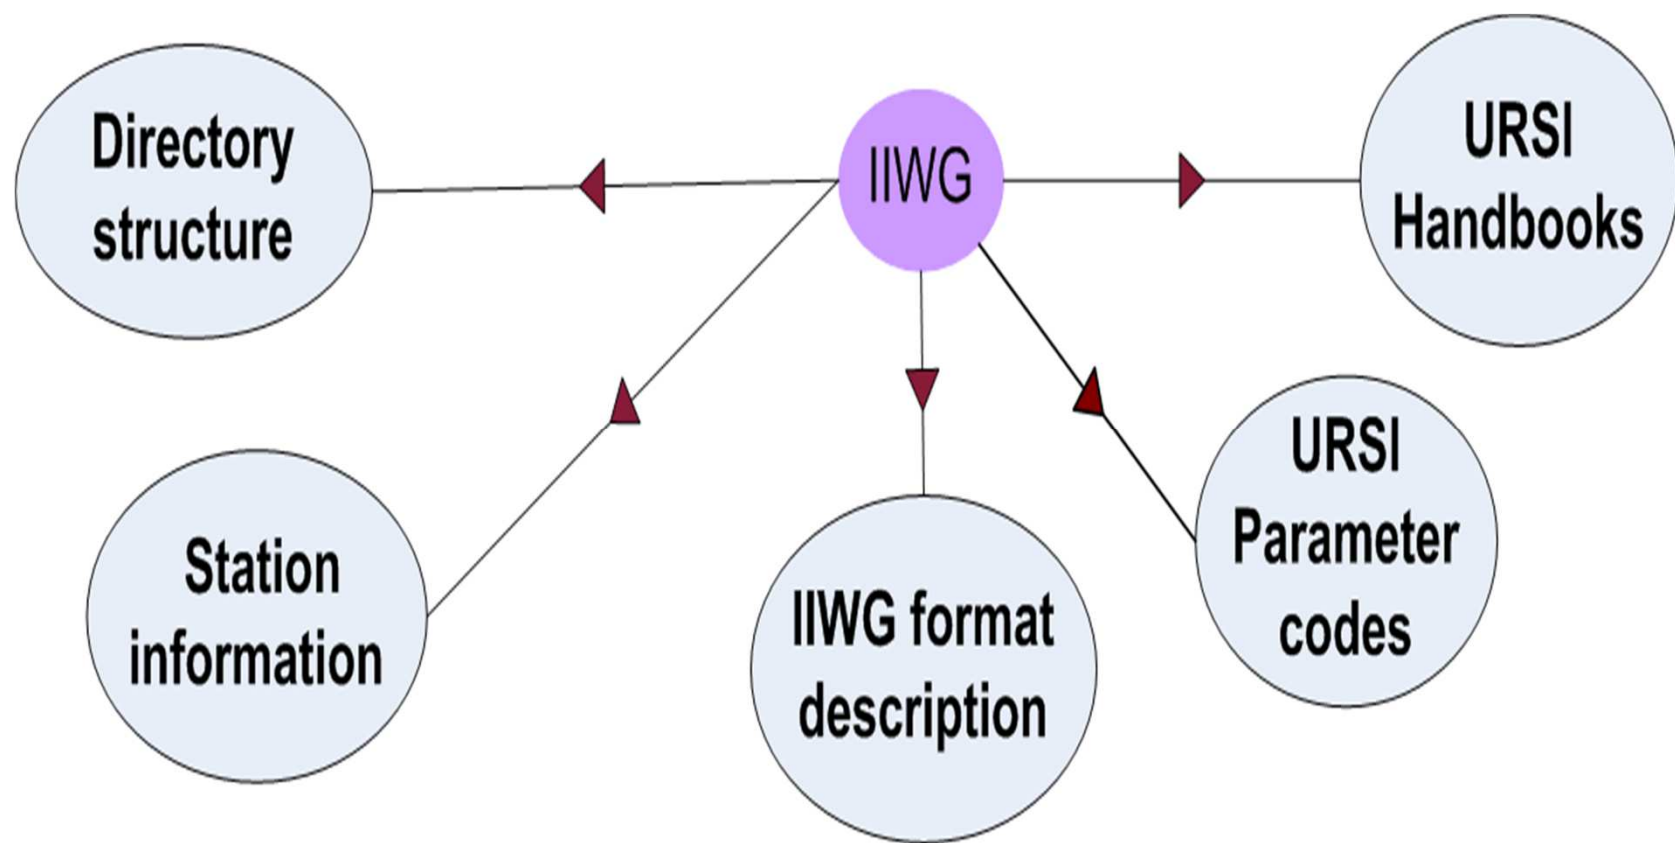 Directory
structure
IIWG
URSI
Handbooks
Station
information
IIWG format
description
URSI
Parameter
codes